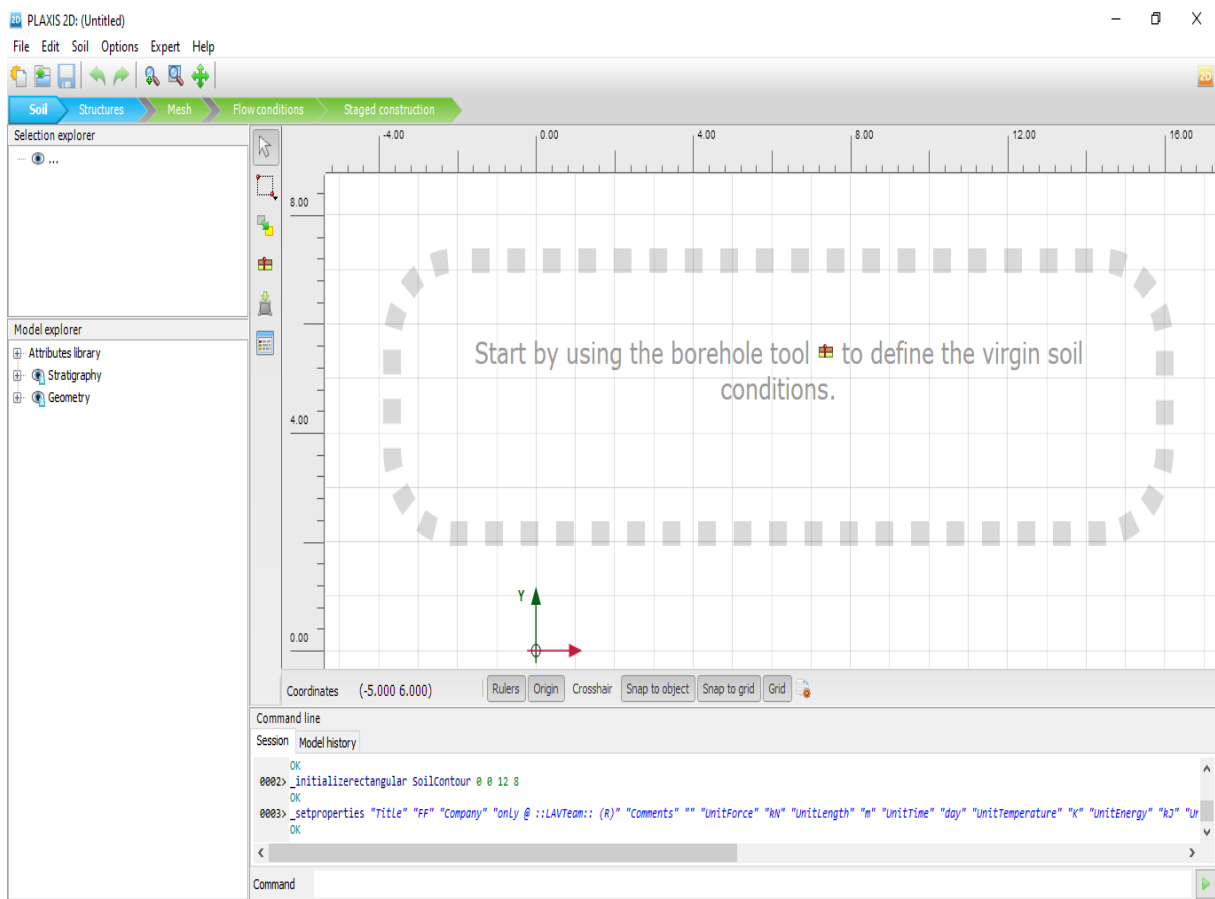 2D PLAXIS 2D: (Untitled)
File Edit Soil Options Expert Help
2D
Soil Structures Mesh Flow conditions Staged construction
Selection explorer
...
Model explorer
Attributes library
Stratigraphy
Geometry
-4.00 0.00 4.00 8.00 12.00 16.00
8.00
4.00
0.00
Start by using the borehole tool to define the virgin soil
conditions.
Y
Coordinates (-5.000 6.000) Rulers Origin Crosshair Snap to object Snap to grid Grid
Command line
Session Model history
OK
0002> _initializerectangular SoilContour 0 0 12 8
OK
0003> _setproperties "Title" "FF" "Company" "only @ ::LAVTeam:: (R)" "Comments" "" "UnitForce" "kN" "UnitLength" "m" "UnitTime" "day" "UnitTemperature" "K" "UnitEnergy" "kJ" "Ur
OK
Command